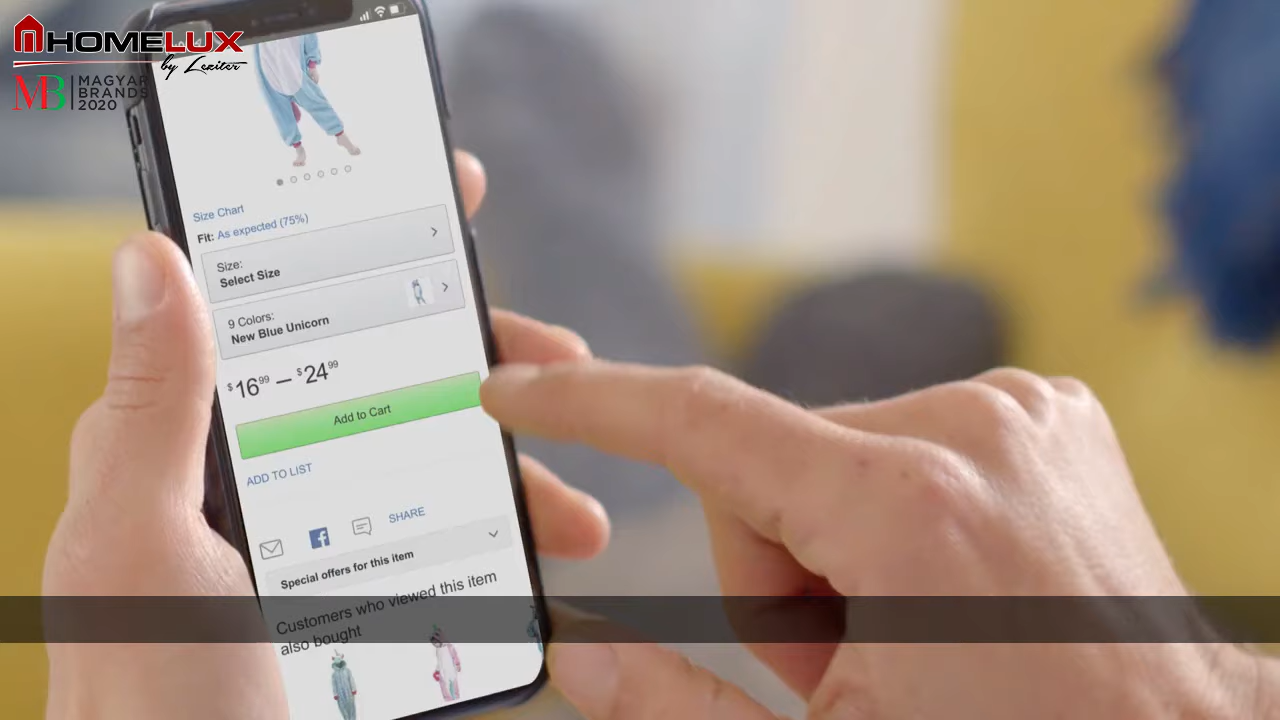 HOMELUX
by Leziter
MB MAGYAR
BRANDS
2020
Size Chart
Fit: As expected (75%)
Size:
Select Size
9 Colors:
New Blue Unicorn
$16.99 – $24.99
Add to Cart
ADD TO LIST
SHARE
Special offers for this item
Customers who viewed this item
also bought